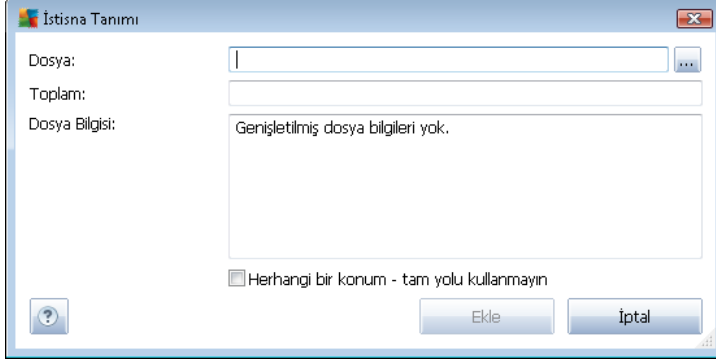 İstisna Tanımı
Dosya:
...
Toplam:
Dosya Bilgisi:
Genişletilmiş dosya bilgileri yok.
Herhangi bir konum - tam yolu kullanmayın
?
Ekle
İptal